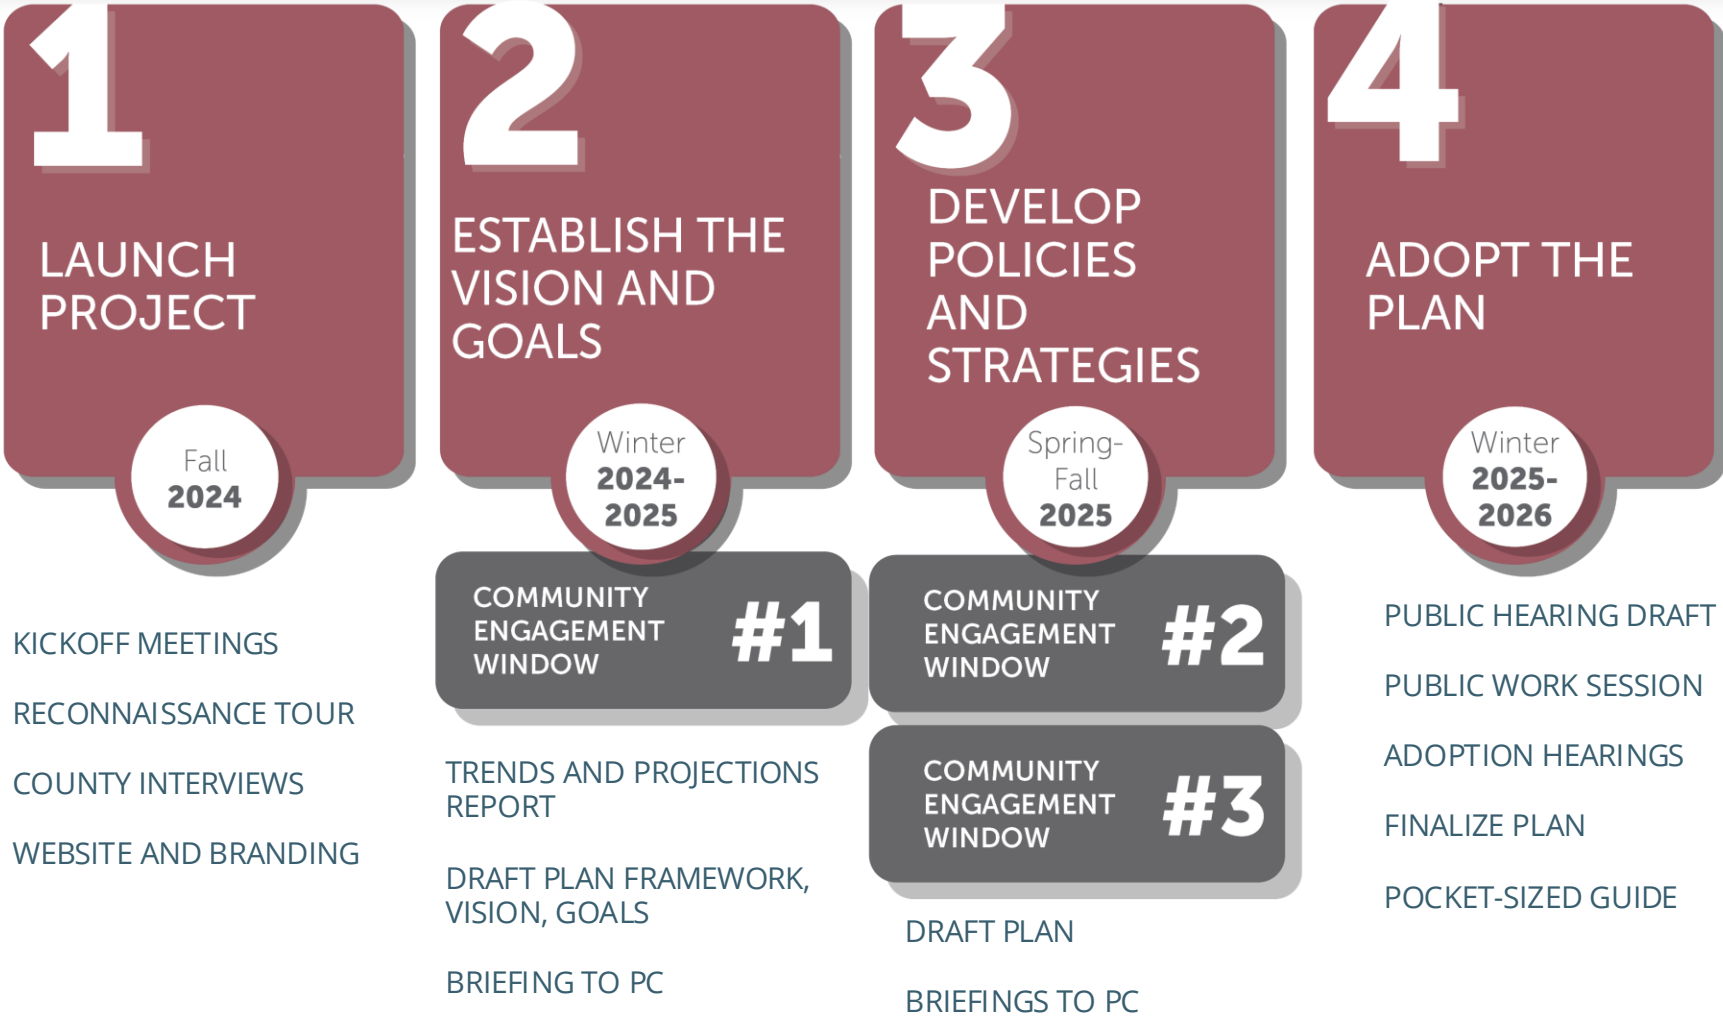 1
LAUNCH
PROJECT
Fall
2024
KICKOFF MEETINGS
RECONNAISSANCE TOUR
COUNTY INTERVIEWS
WEBSITE AND BRANDING
2
ESTABLISH THE
VISION AND
GOALS
Winter
2024-
2025
COMMUNITY
ENGAGEMENT
WINDOW
#1
TRENDS AND PROJECTIONS
REPORT
DRAFT PLAN FRAMEWORK,
VISION, GOALS
BRIEFING TO PC
3
DEVELOP
POLICIES
AND
STRATEGIES
Spring-
Fall
2025
COMMUNITY
ENGAGEMENT
WINDOW
#2
COMMUNITY
ENGAGEMENT
WINDOW
#3
DRAFT PLAN
BRIEFINGS TO PC
4
ADOPT THE
PLAN
Winter
2025-
2026
PUBLIC HEARING DRAFT
PUBLIC WORK SESSION
ADOPTION HEARINGS
FINALIZE PLAN
POCKET-SIZED GUIDE